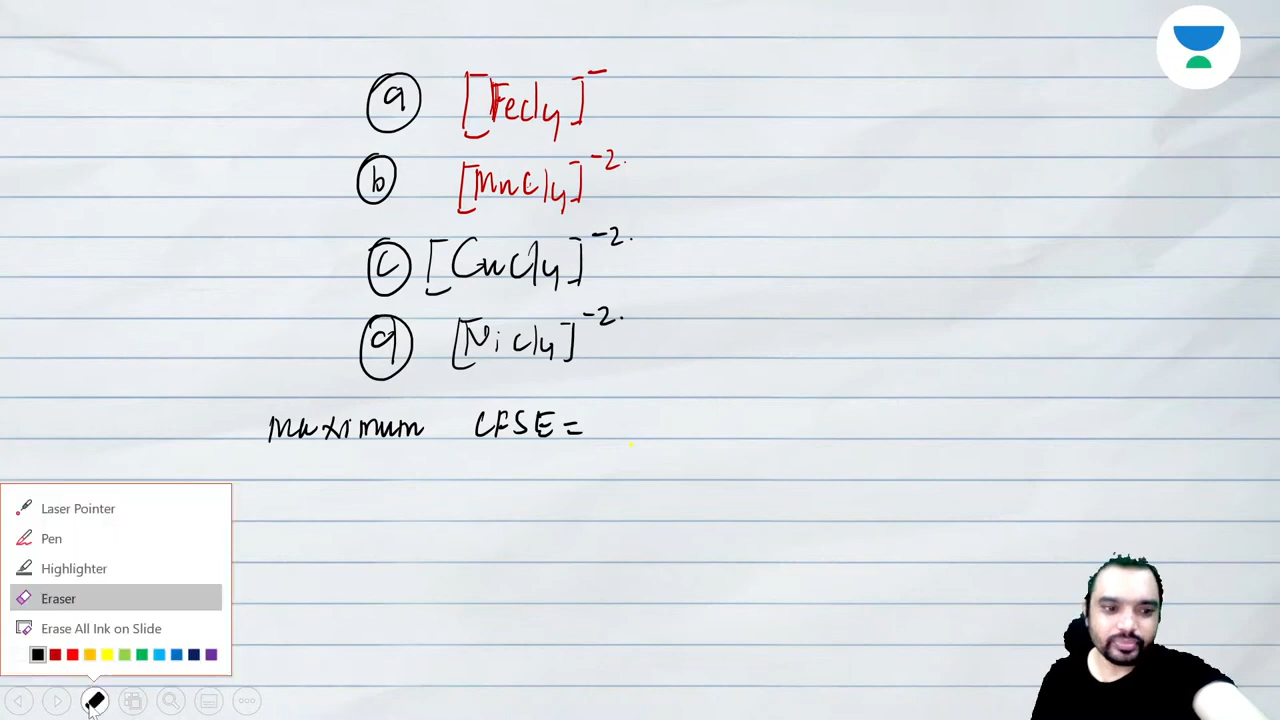 a [FeCl4]⁻
b [MnCl4]⁻².
c [CuCl4]⁻².
d [NiCl4]⁻².
Maximum CFSE =
Laser Pointer
Pen
Highlighter
Eraser
Erase All Ink on Slide